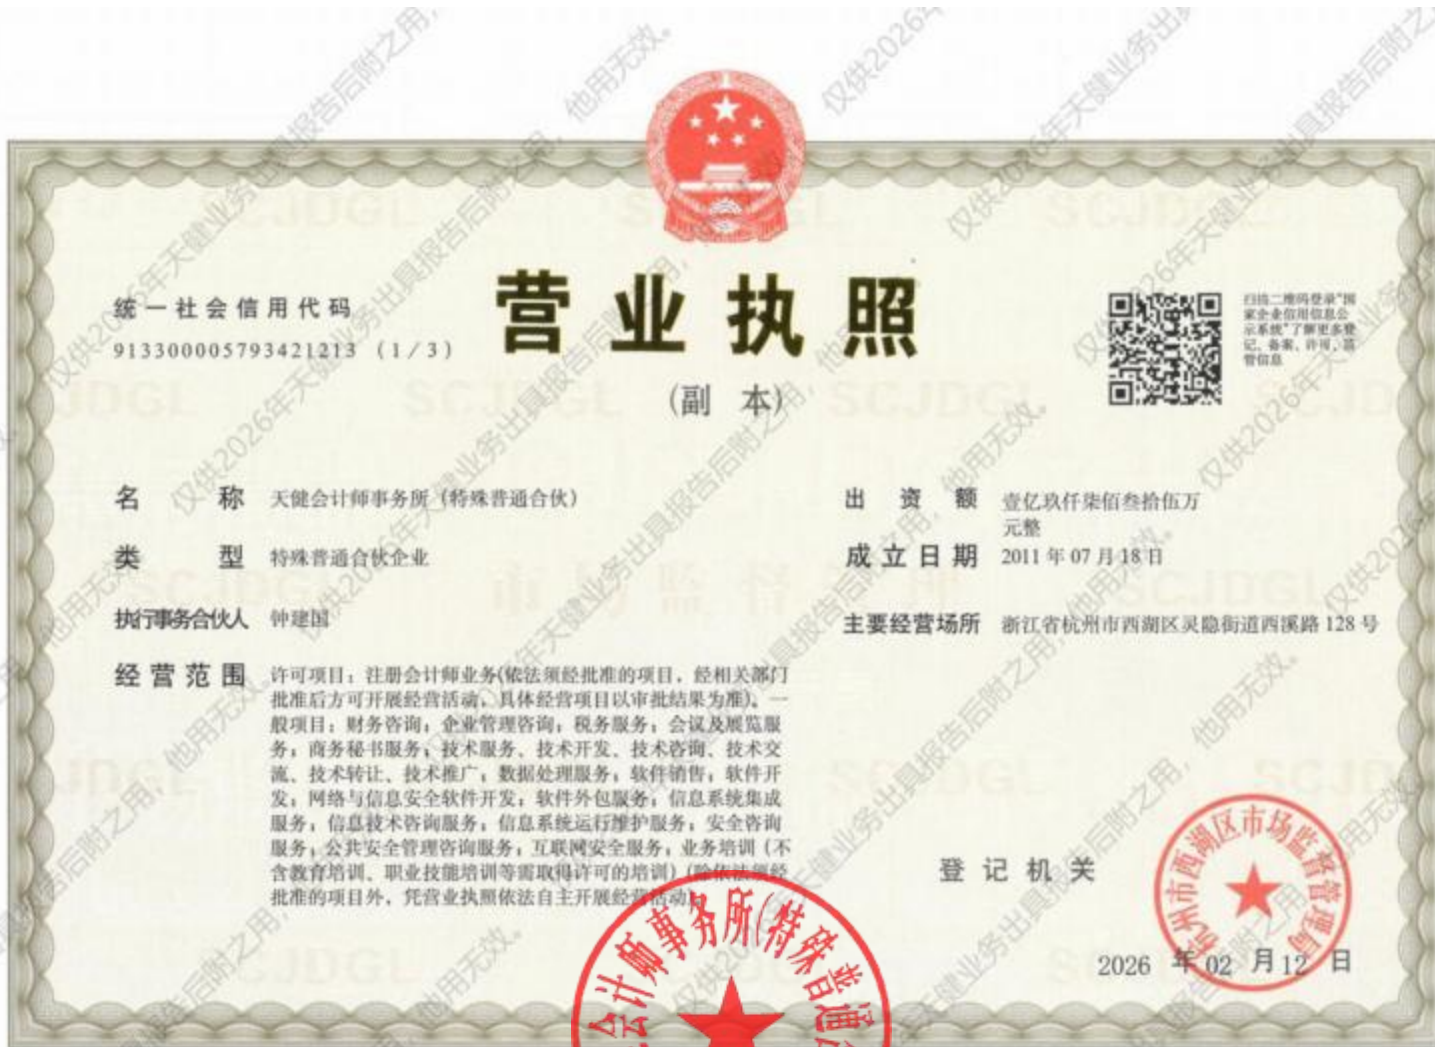 营业执照
(副 本)
统一社会信用代码
913300005793421213 (1/3)
扫描二维码登录“国
家企业信用信息公
示系统”了解更多登
记、备案、许可、监
管信息
名 称 天健会计师事务所（特殊普通合伙）
类 型 特殊普通合伙企业
执行事务合伙人 钟建国
经营范围 许可项目：注册会计师业务(依法须经批准的项目，经相关部门
批准后方可开展经营活动，具体经营项目以审批结果为准)。一
般项目：财务咨询；企业管理咨询；税务服务；会议及展览服
务；商务秘书服务；技术服务、技术开发、技术咨询、技术交
流、技术转让、技术推广；数据处理服务；软件销售；软件开
发；网络与信息安全软件开发；软件外包服务；信息系统集成
服务；信息技术咨询服务；信息系统运行维护服务；安全咨询
服务；公共安全管理咨询服务；互联网安全服务；业务培训（不
含教育培训、职业技能培训等需取得许可的培训）(除依法须经
批准的项目外，凭营业执照依法自主开展经营活动)。
出 资 额 壹亿玖仟柒佰叁拾伍万
元整
成立日期 2011年07月18日
主要经营场所 浙江省杭州市西湖区灵隐街道西溪路128号
登记机关
杭州市西湖区市场监督管理局
2026 年 02 月 12 日
会计师事务所(特殊普通合
仅供2026年天健业务出具报告后附之用，他用无效。
SCJDGL
市场监督管理